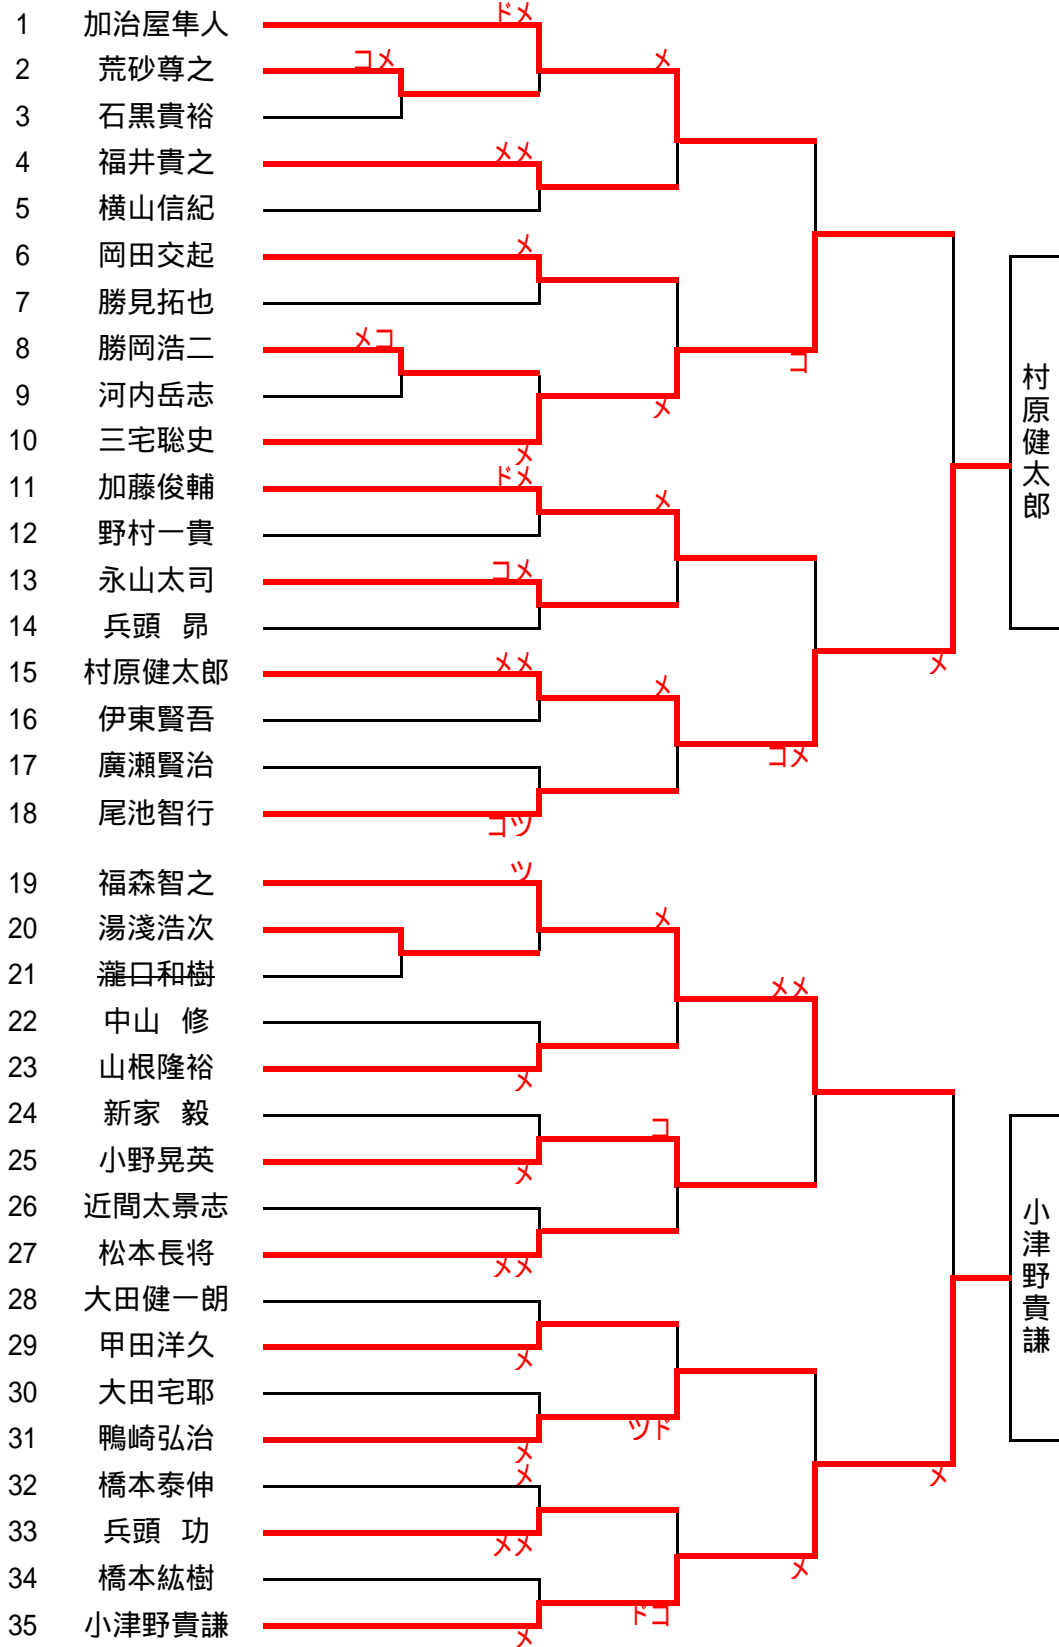 ドメ
1 加治屋隼人
コメ
メ
2 荒砂尊之
3 石黒貴裕
メメ
4 福井貴之
5 横山信紀
メ
6 岡田交起
7 勝見拓也
メコ
8 勝岡浩二
コ
9 河内岳志
メ
10 三宅聡史
メ
村原健太郎
ドメ
11 加藤俊輔
メ
12 野村一貴
コメ
13 永山太司
14 兵頭 昴
メメ
15 村原健太郎
メ
メ
16 伊東賢吾
コメ
17 廣瀬賢治
18 尾池智行
コツ
ツ
19 福森智之
メ
20 湯淺浩次
21 瀧口和樹
メメ
22 中山 修
23 山根隆裕
メ
24 新家 毅
コ
25 小野晃英
メ
26 近間太景志
27 松本長将
メメ
小津野貴謙
28 大田健一朗
29 甲田洋久
メ
30 大田宅耶
ツド
31 鴨崎弘治
メ
メ
メ
32 橋本泰伸
33 兵頭 功
メメ
メ
34 橋本紘樹
ドコ
35 小津野貴謙
メ